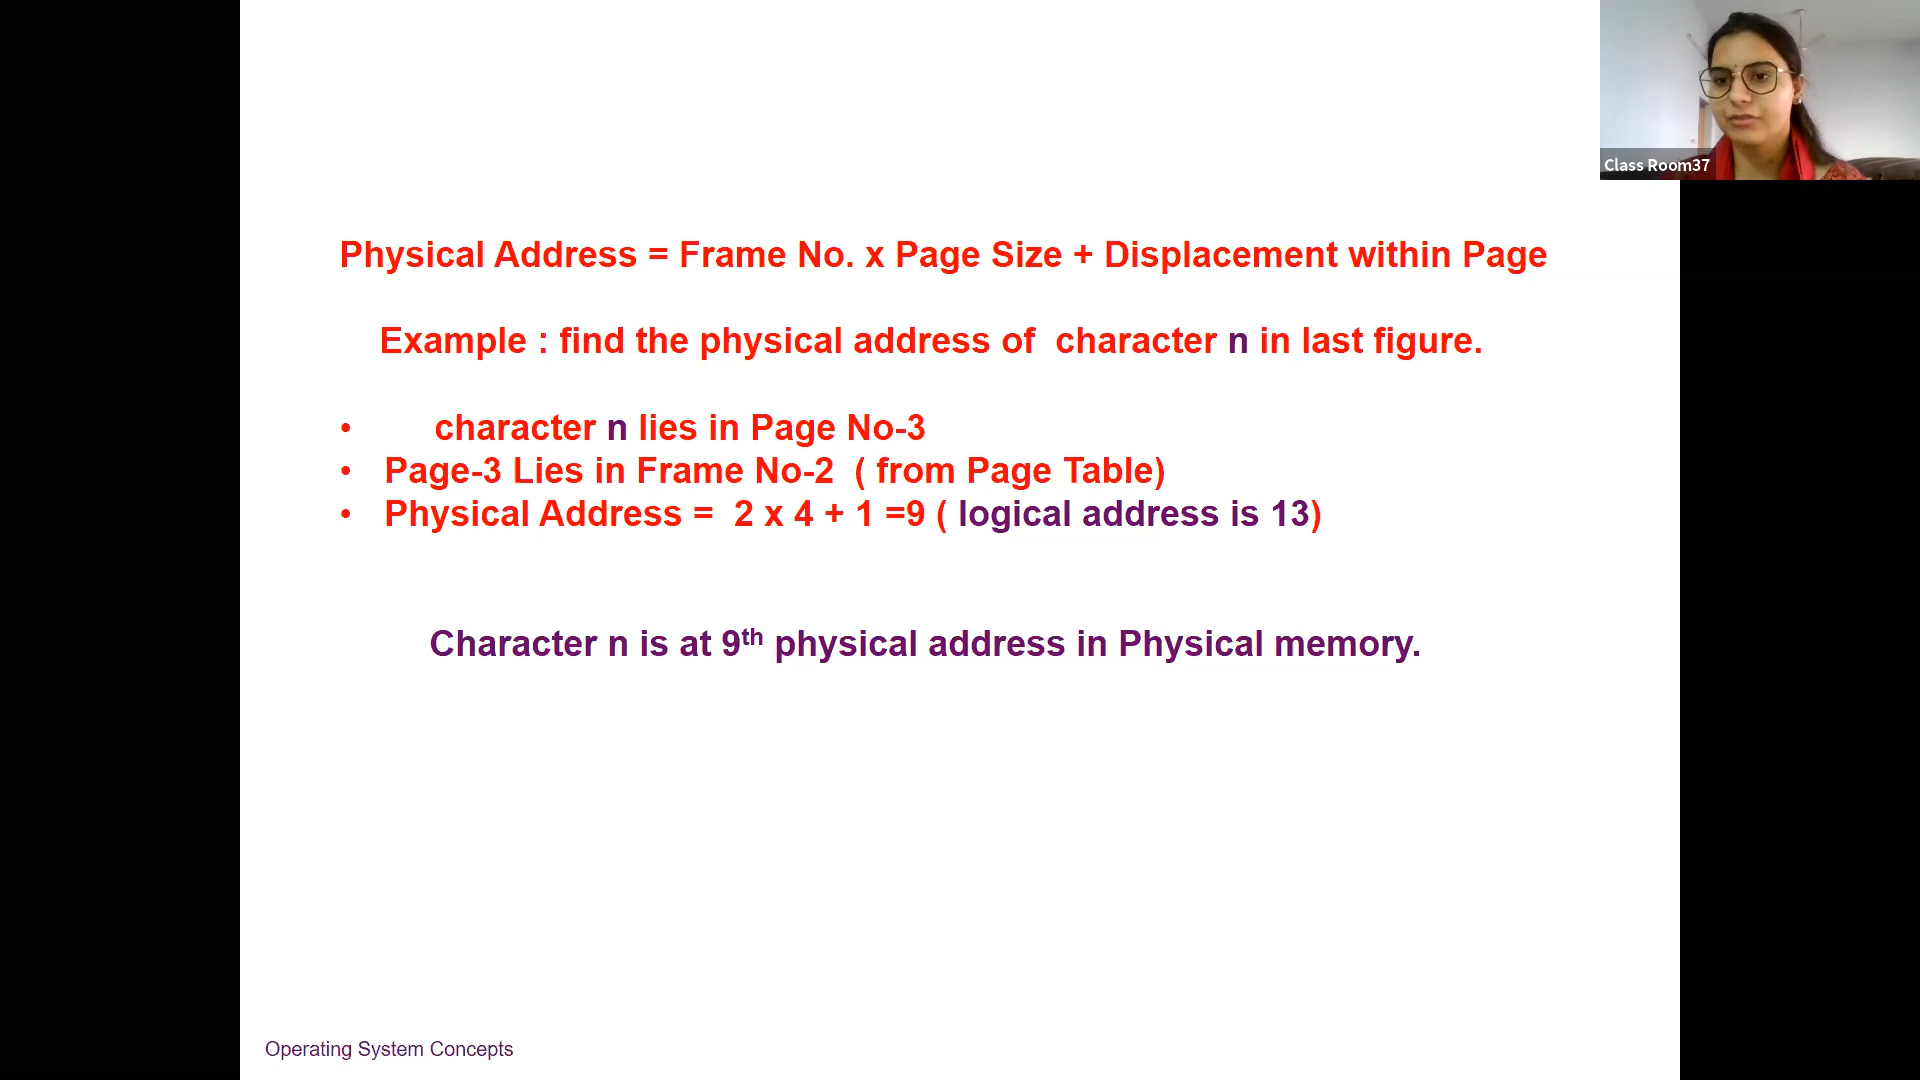 Class Room37
Physical Address = Frame No. x Page Size + Displacement within Page
Example : find the physical address of character n in last figure.
• character n lies in Page No-3
• Page-3 Lies in Frame No-2 ( from Page Table)
• Physical Address = 2 x 4 + 1 =9 ( logical address is 13)
Character n is at 9th physical address in Physical memory.
Operating System Concepts